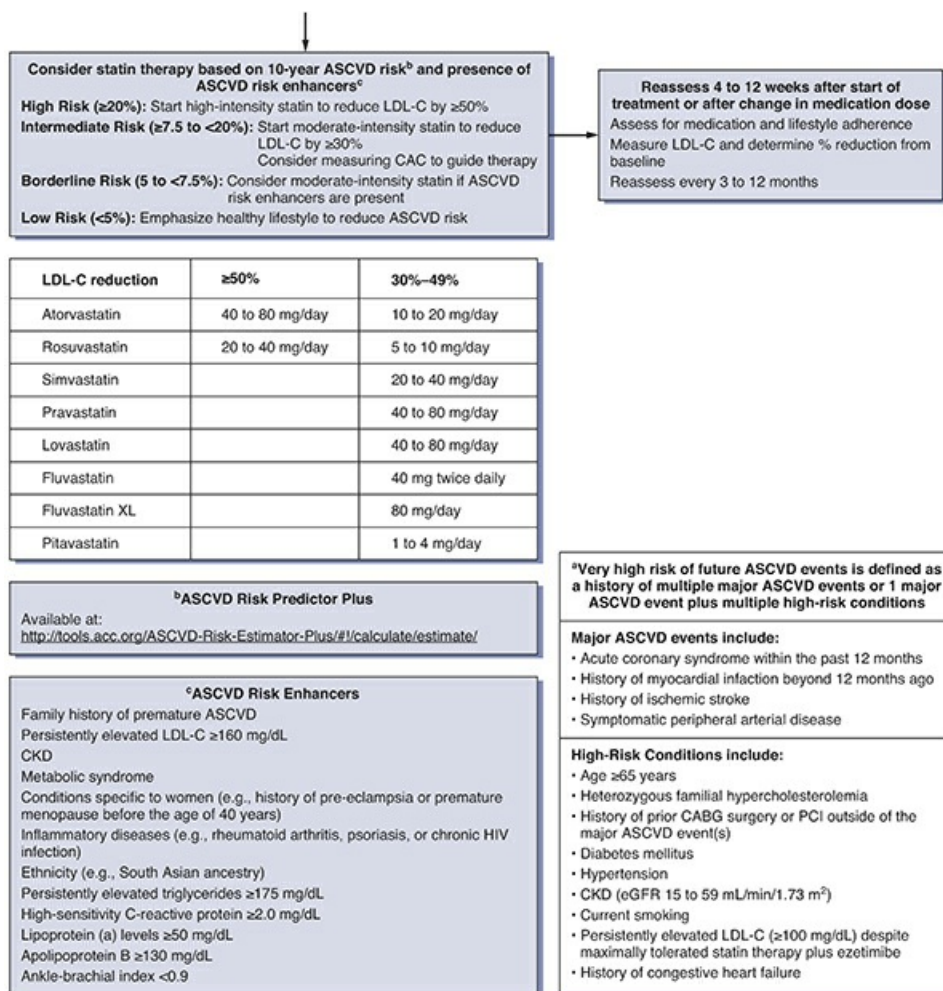 Consider statin therapy based on 10-year ASCVD riskᵇ and presence of
ASCVD risk enhancersᶜ
High Risk (≥20%): Start high-intensity statin to reduce LDL-C by ≥50%
Intermediate Risk (≥7.5 to <20%): Start moderate-intensity statin to reduce
LDL-C by ≥30%
Consider measuring CAC to guide therapy
Borderline Risk (5 to <7.5%): Consider moderate-intensity statin if ASCVD
risk enhancers are present
Low Risk (<5%): Emphasize healthy lifestyle to reduce ASCVD risk
Reassess 4 to 12 weeks after start of
treatment or after change in medication dose
Assess for medication and lifestyle adherence
Measure LDL-C and determine % reduction from
baseline
Reassess every 3 to 12 months
LDL-C reduction ≥50% 30%–49%
Atorvastatin 40 to 80 mg/day 10 to 20 mg/day
Rosuvastatin 20 to 40 mg/day 5 to 10 mg/day
Simvastatin 20 to 40 mg/day
Pravastatin 40 to 80 mg/day
Lovastatin 40 to 80 mg/day
Fluvastatin 40 mg twice daily
Fluvastatin XL 80 mg/day
Pitavastatin 1 to 4 mg/day
ᵇASCVD Risk Predictor Plus
Available at:
http://tools.acc.org/ASCVD-Risk-Estimator-Plus/#!/calculate/estimate/
ᶜASCVD Risk Enhancers
Family history of premature ASCVD
Persistently elevated LDL-C ≥160 mg/dL
CKD
Metabolic syndrome
Conditions specific to women (e.g., history of pre-eclampsia or premature
menopause before the age of 40 years)
Inflammatory diseases (e.g., rheumatoid arthritis, psoriasis, or chronic HIV
infection)
Ethnicity (e.g., South Asian ancestry)
Persistently elevated triglycerides ≥175 mg/dL
High-sensitivity C-reactive protein ≥2.0 mg/dL
Lipoprotein (a) levels ≥50 mg/dL
Apolipoprotein B ≥130 mg/dL
Ankle-brachial index <0.9
ᵃVery high risk of future ASCVD events is defined as
a history of multiple major ASCVD events or 1 major
ASCVD event plus multiple high-risk conditions
Major ASCVD events include:
• Acute coronary syndrome within the past 12 months
• History of myocardial infaction beyond 12 months ago
• History of ischemic stroke
• Symptomatic peripheral arterial disease
High-Risk Conditions include:
• Age ≥65 years
• Heterozygous familial hypercholesterolemia
• History of prior CABG surgery or PCI outside of the
major ASCVD event(s)
• Diabetes mellitus
• Hypertension
• CKD (eGFR 15 to 59 mL/min/1.73 m²)
• Current smoking
• Persistently elevated LDL-C (≥100 mg/dL) despite
maximally tolerated statin therapy plus ezetimibe
• History of congestive heart failure